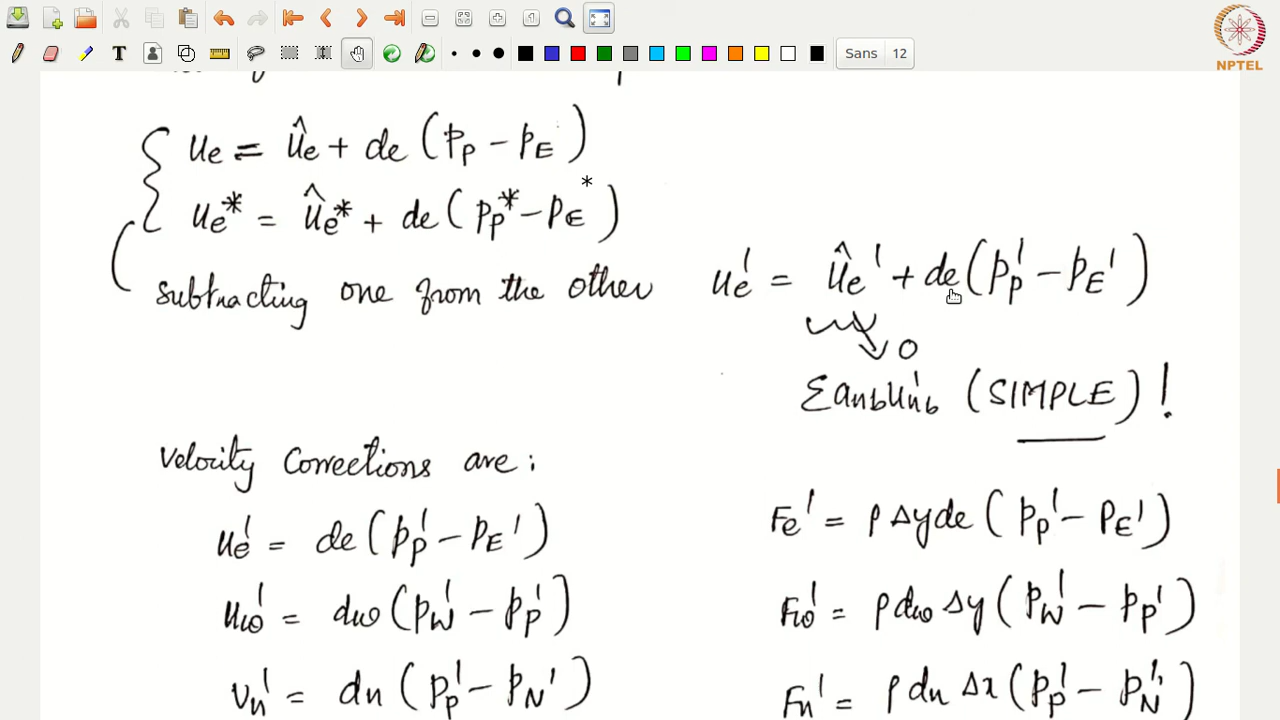 Sans 12
NPTEL
ue = ûe + de (pP - pE)
ue* = ûe* + de (pP* - pE*)
subtracting one from the other
ue' = ûe' + de (pP' - pE')
0
Σanbu'nb (SIMPLE) !
Velocity Corrections are:
ue' = de (pP' - pE')
Fe' = ρ Δy de (pP' - pE')
uw' = dw (pW' - pP')
Fw' = ρ dw Δy (pW' - pP')
vn' = dn (pP' - pN')
Fn' = ρ dn Δx (pP' - pN')